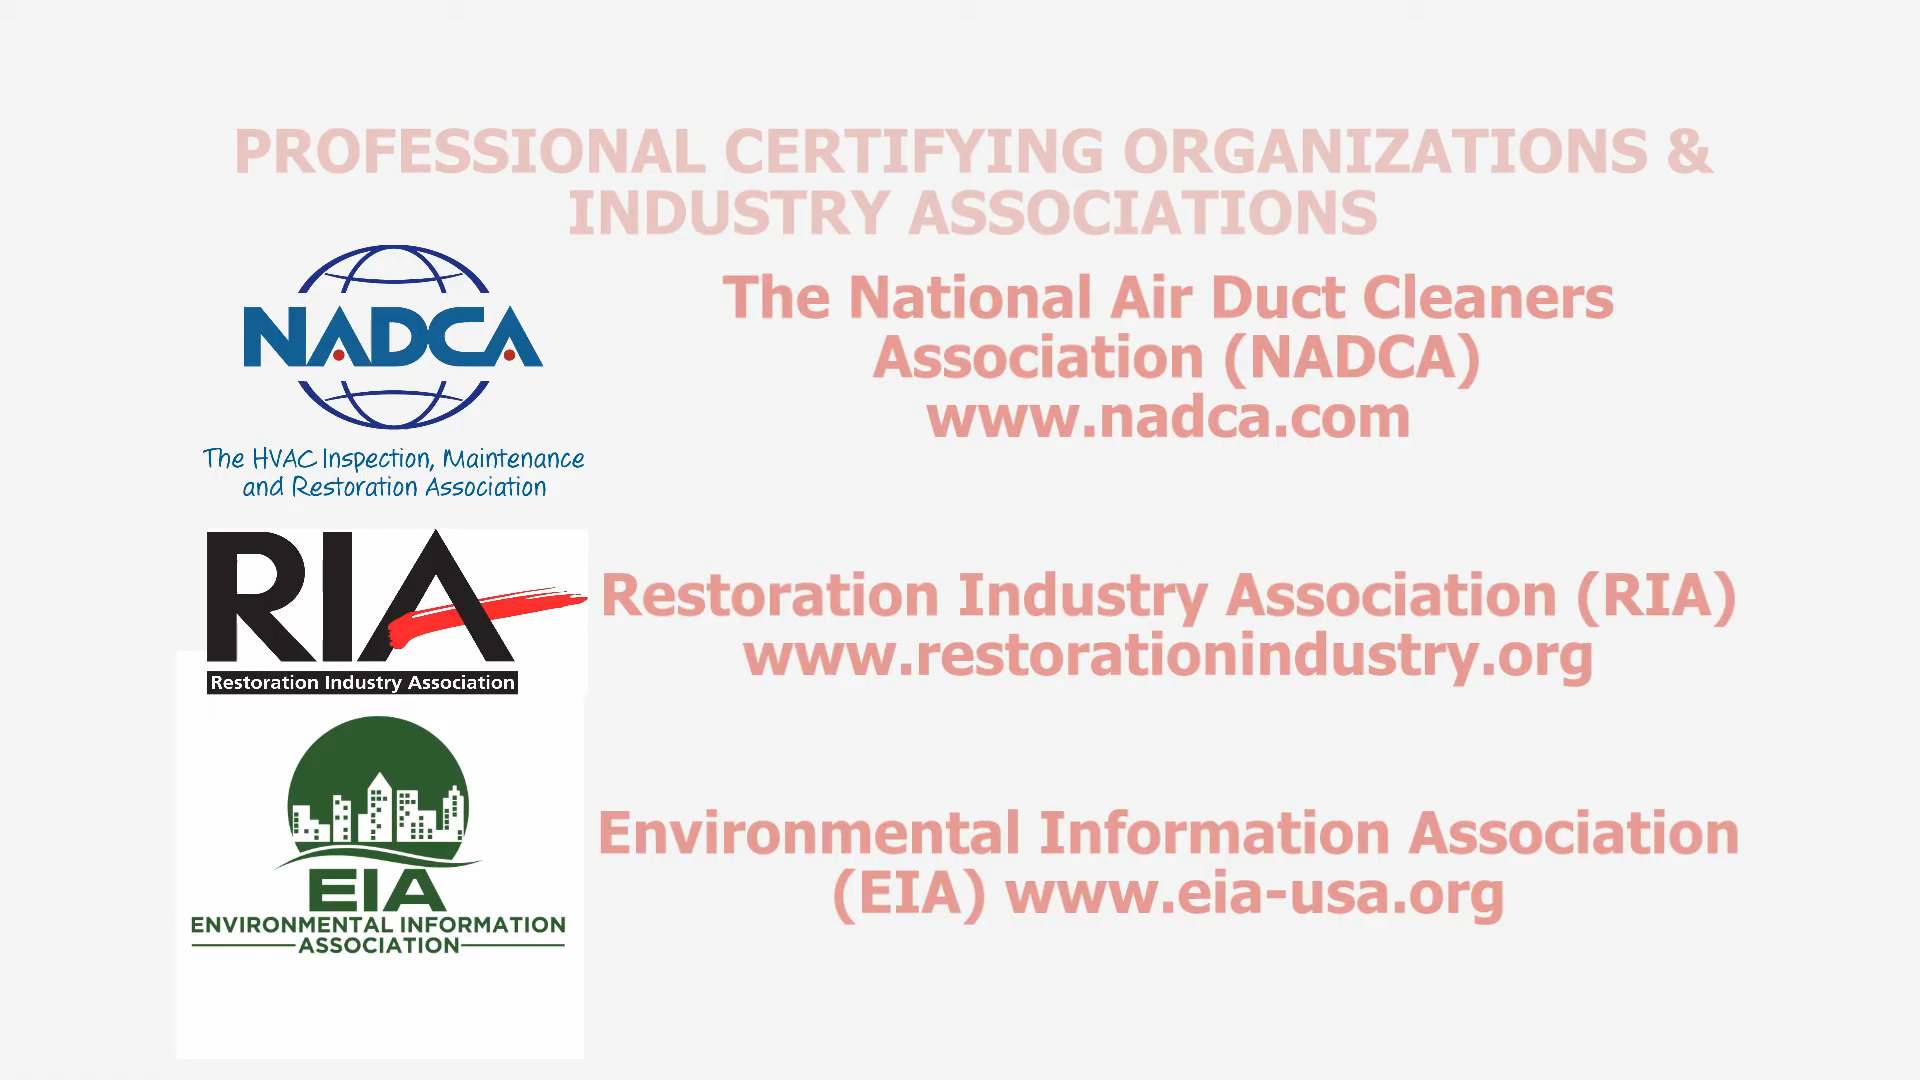 PROFESSIONAL CERTIFYING ORGANIZATIONS &
INDUSTRY ASSOCIATIONS
NADCA
The HVAC Inspection, Maintenance
and Restoration Association
The National Air Duct Cleaners
Association (NADCA)
www.nadca.com
RIA
Restoration Industry Association
Restoration Industry Association (RIA)
www.restorationindustry.org
EIA
ENVIRONMENTAL INFORMATION
ASSOCIATION
Environmental Information Association
(EIA) www.eia-usa.org